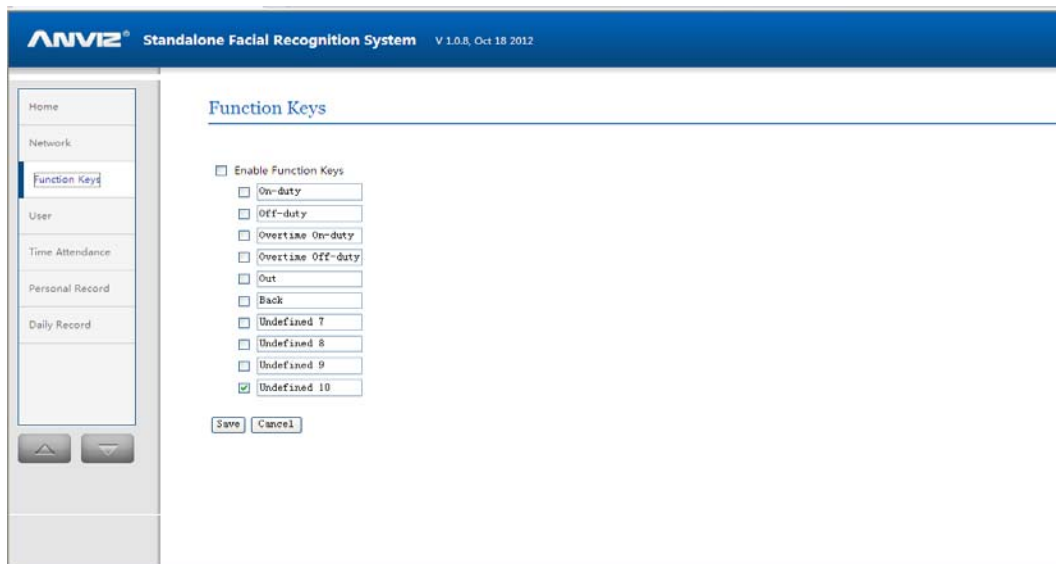 ANVIZ® Standalone Facial Recognition System V 1.0.8, Oct 18 2012
Home
Network
Function Keys
User
Time Attendance
Personal Record
Daily Record
Function Keys
Enable Function Keys
On-duty
Off-duty
Overtime On-duty
Overtime Off-duty
Out
Back
Undefined 7
Undefined 8
Undefined 9
Undefined 10
Save Cancel